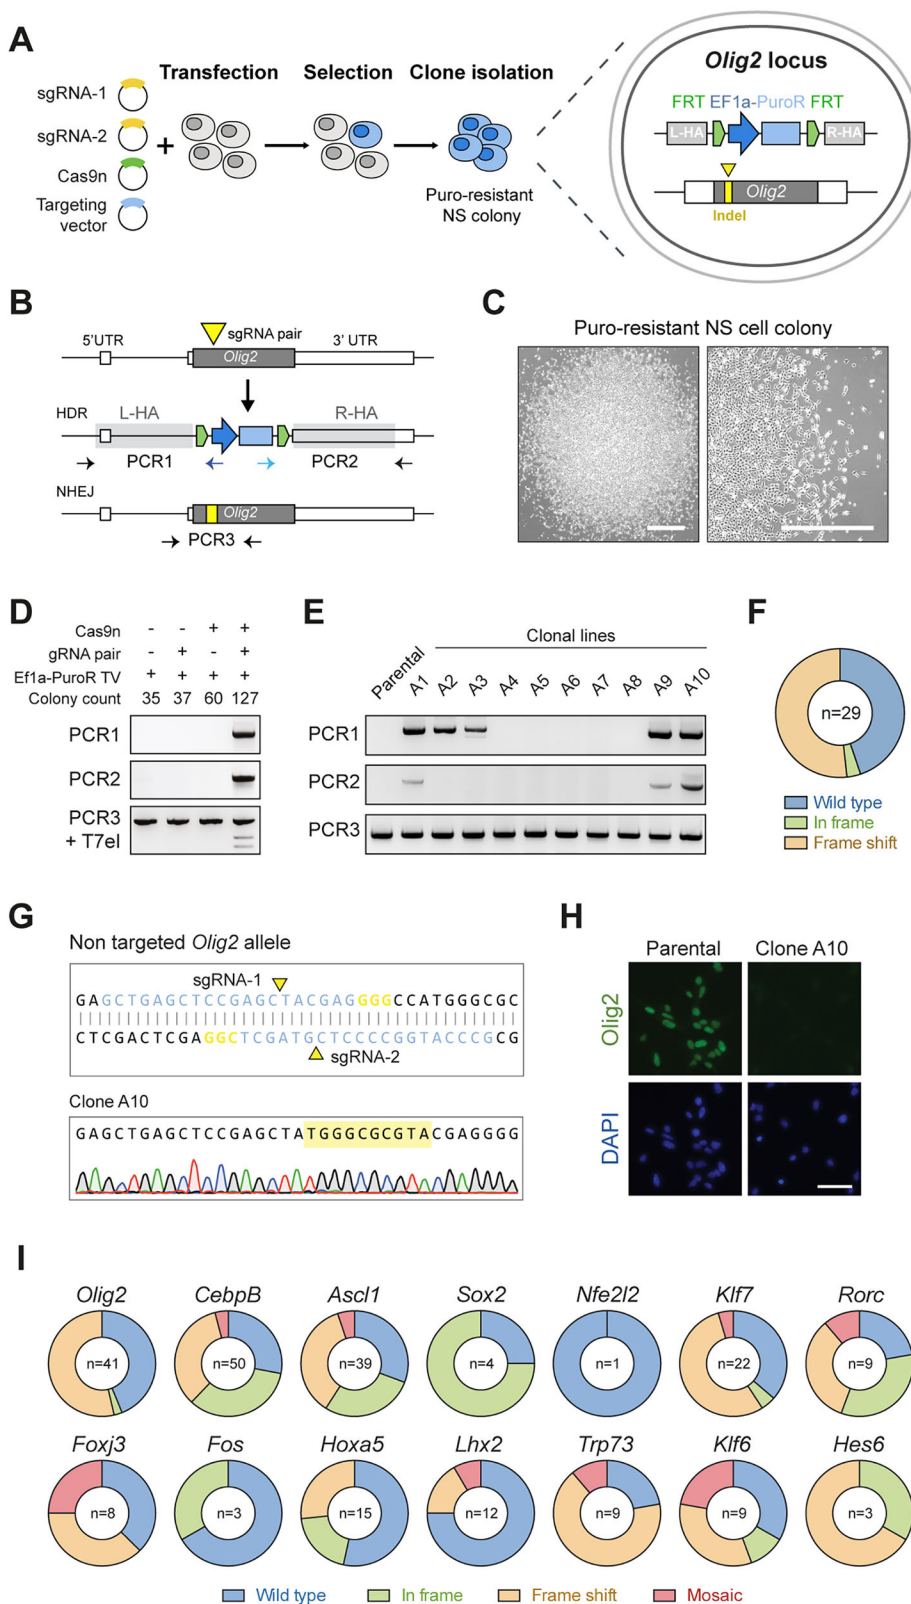 A
Transfection Selection Clone isolation
sgRNA-1
sgRNA-2
Cas9n
Targeting
vector
+
Puro-resistant
NS colony
Olig2 locus
FRT EF1a-PuroR FRT
L-HA R-HA
Olig2
Indel
B
5'UTR sgRNA pair 3' UTR
Olig2
HDR L-HA R-HA
PCR1 PCR2
NHEJ
Olig2
PCR3
C
Puro-resistant NS cell colony
D
Cas9n - - + +
gRNA pair - + - +
Ef1a-PuroR TV + + + +
Colony count 35 37 60 127
PCR1
PCR2
PCR3
+ T7eI
E
Clonal lines
Parental A1 A2 A3 A4 A5 A6 A7 A8 A9 A10
PCR1
PCR2
PCR3
F
n=29
Wild type
In frame
Frame shift
G
Non targeted Olig2 allele
sgRNA-1
GAGCTGAGCTCCGAGCTACGAGGGGCCATGGGCGC
CTCGACTCGAGGCTCGATGCTCCCCGGTACCCGCG
sgRNA-2
Clone A10
GAGCTGAGCTCCGAGCTATGGGCGCGTACGAGGGG
H
Parental Clone A10
Olig2
DAPI
I
Olig2 CebpB Ascl1 Sox2 Nfe2l2 Klf7 Rorc
n=41 n=50 n=39 n=4 n=1 n=22 n=9
Foxj3 Fos Hoxa5 Lhx2 Trp73 Klf6 Hes6
n=8 n=3 n=15 n=12 n=9 n=9 n=3
Wild type In frame Frame shift Mosaic